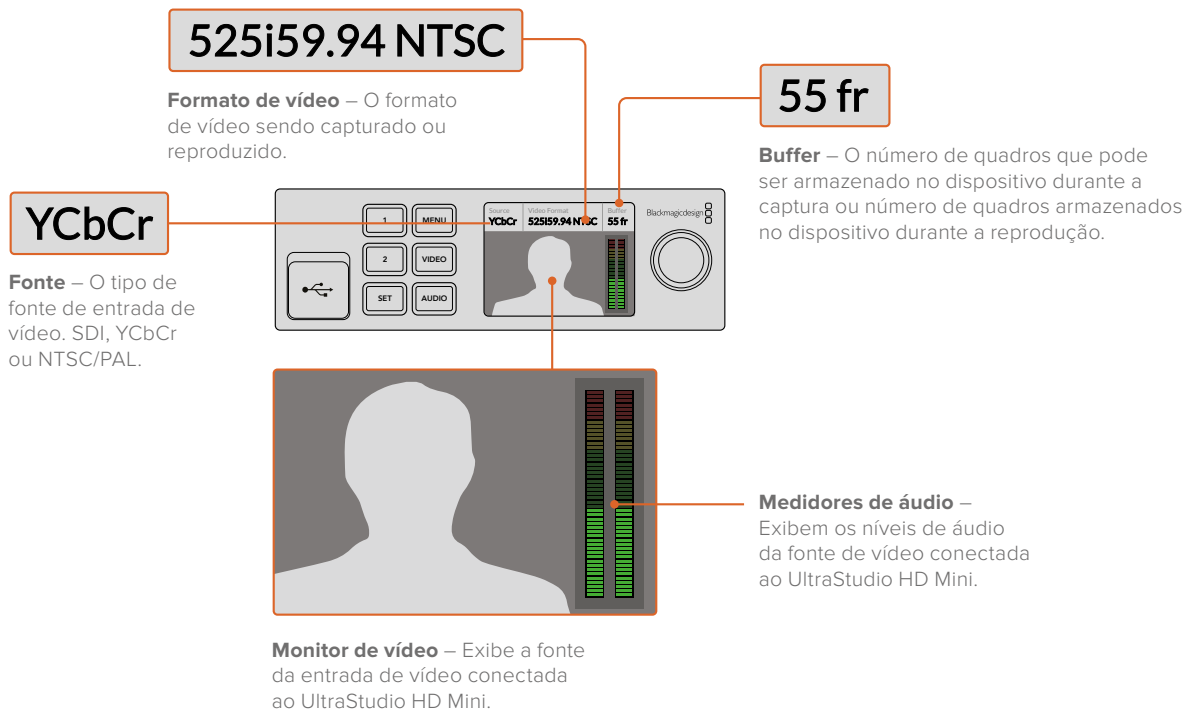 525i59.94 NTSC
Formato de vídeo – O formato
de vídeo sendo capturado ou
reproduzido.
55 fr
Buffer – O número de quadros que pode
ser armazenado no dispositivo durante a
captura ou número de quadros armazenados
no dispositivo durante a reprodução.
YCbCr
Fonte – O tipo de
fonte de entrada de
vídeo. SDI, YCbCr
ou NTSC/PAL.
1
MENU
2
VIDEO
SET
AUDIO
Source
Video Format
Buffer
YCbCr
525i59.94 NTSC
55 fr
Blackmagicdesign
Medidores de áudio –
Exibem os níveis de áudio
da fonte de vídeo conectada
ao UltraStudio HD Mini.
Monitor de vídeo – Exibe a fonte
da entrada de vídeo conectada
ao UltraStudio HD Mini.